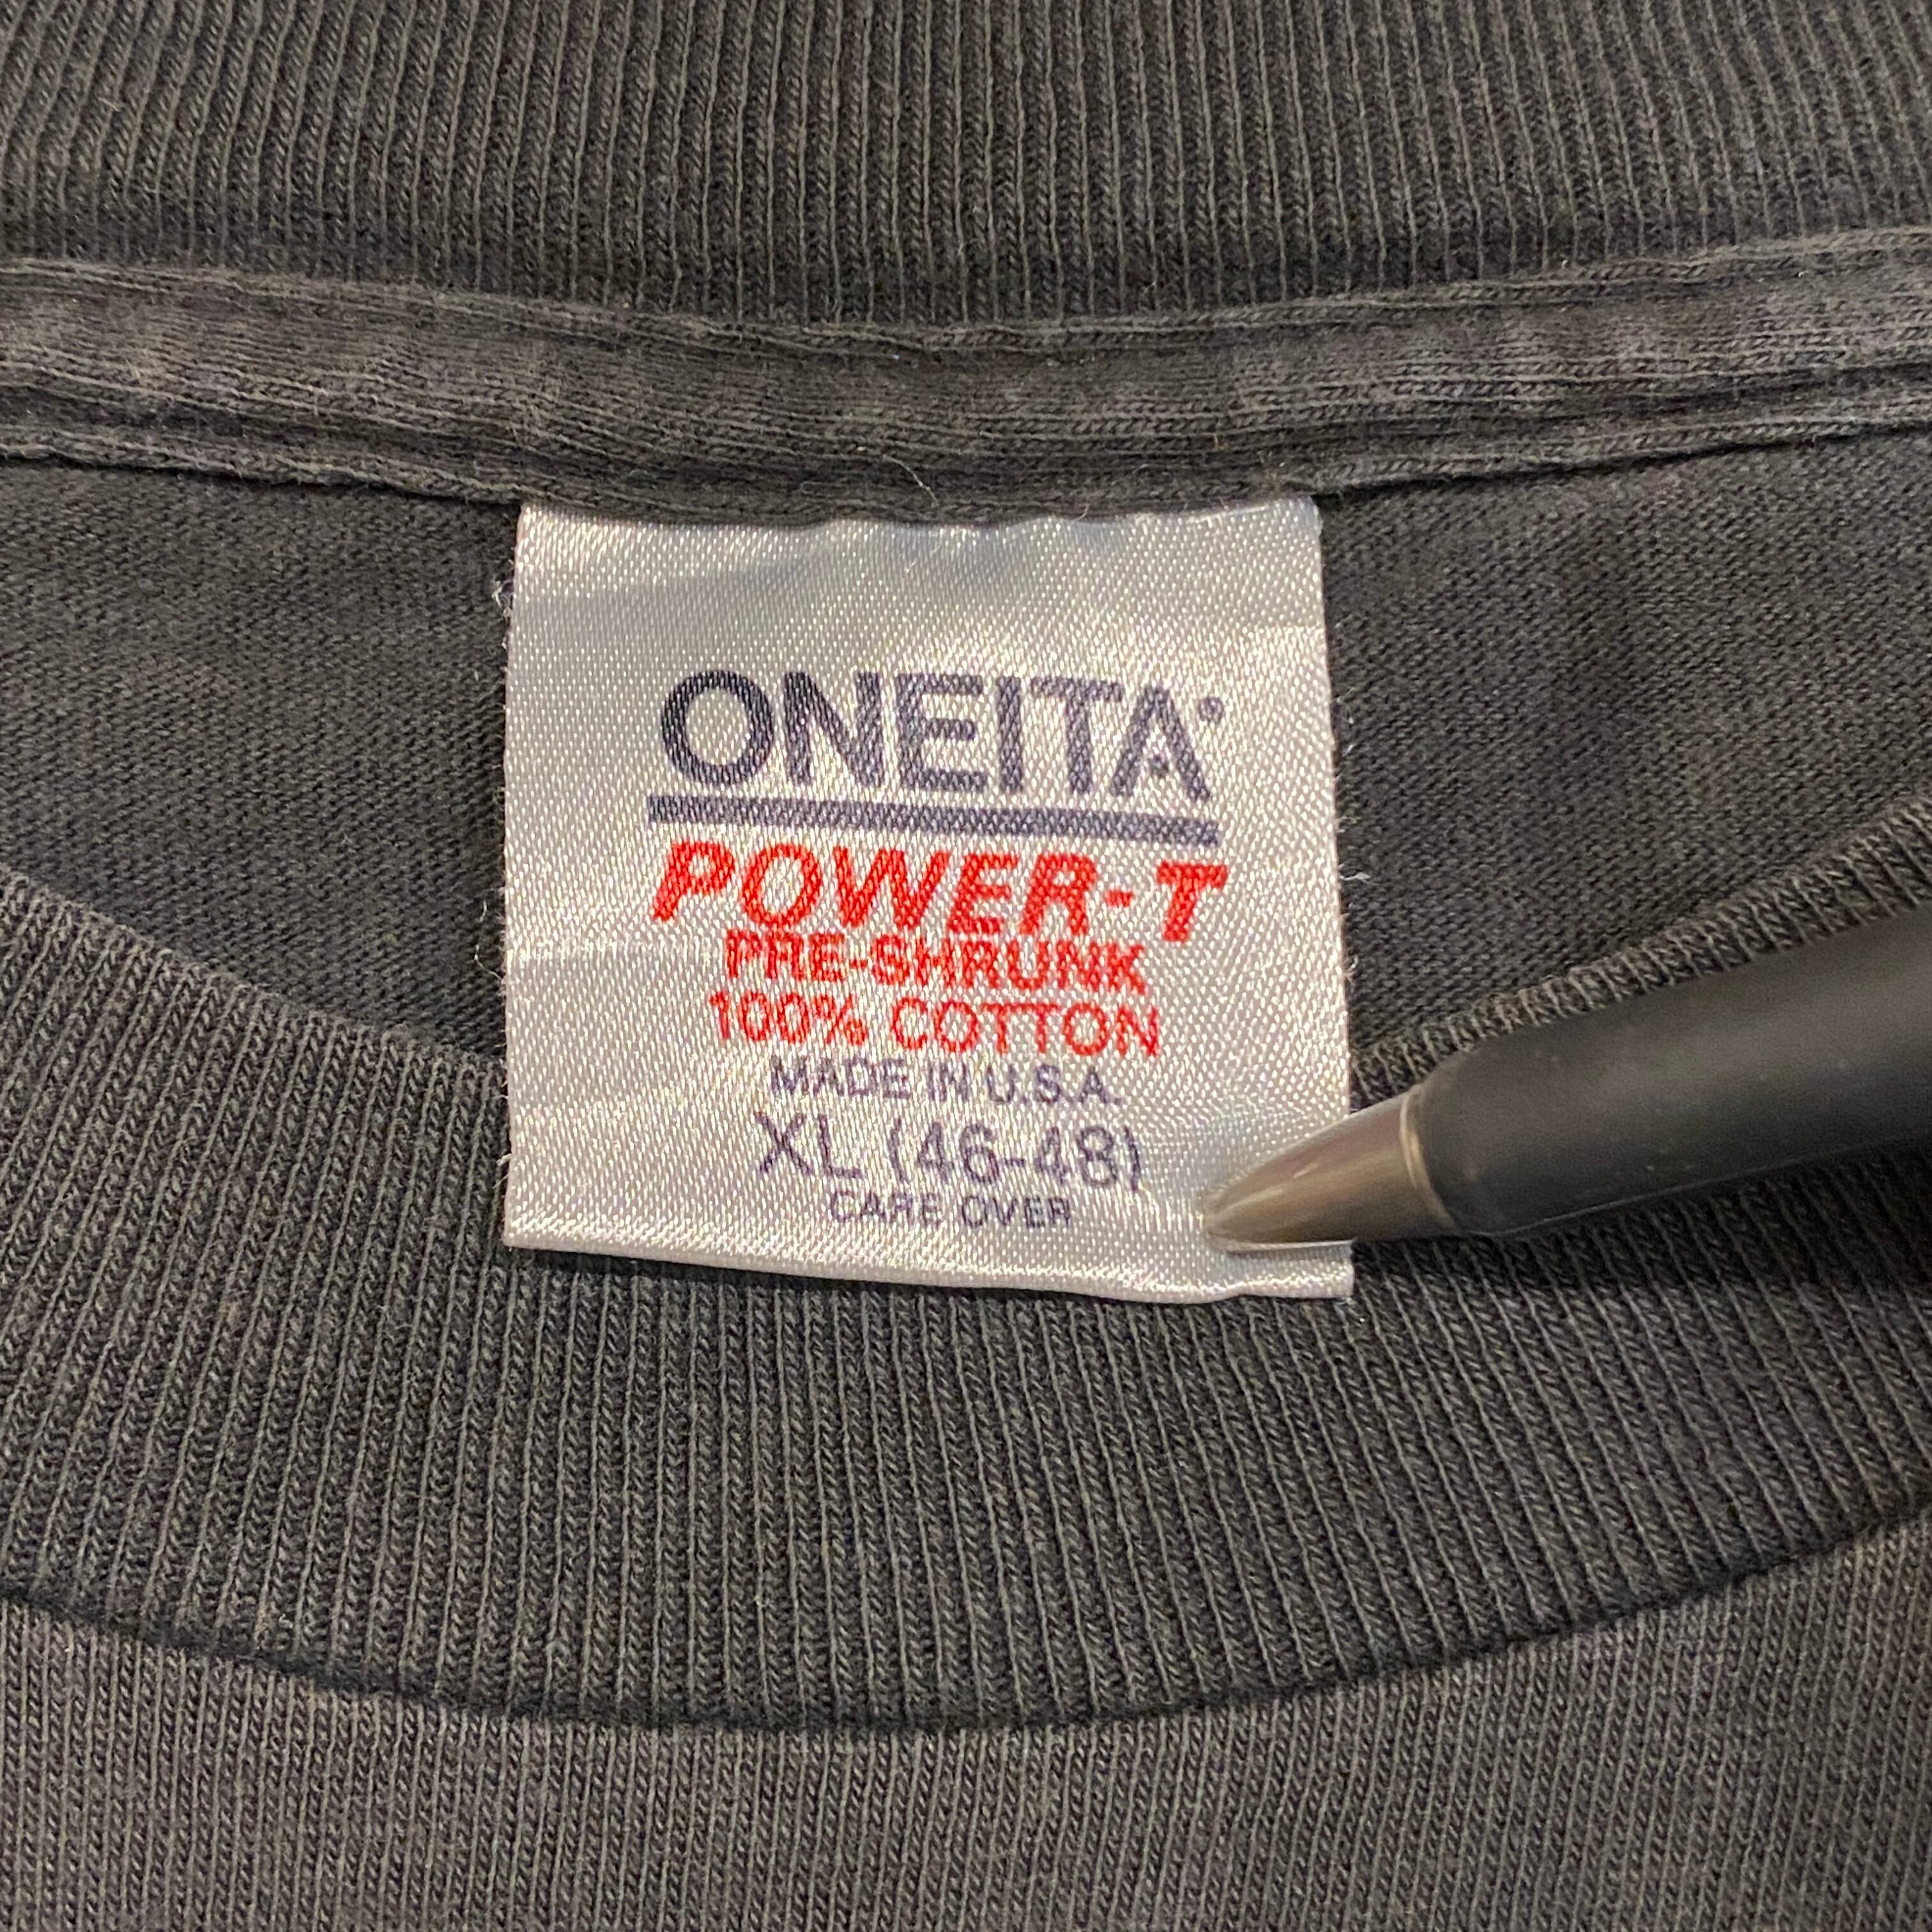 ONEITA®
POWER-T
PRE-SHRUNK
100% COTTON
MADE IN U.S.A.
XL (46-48)
CARE OVER